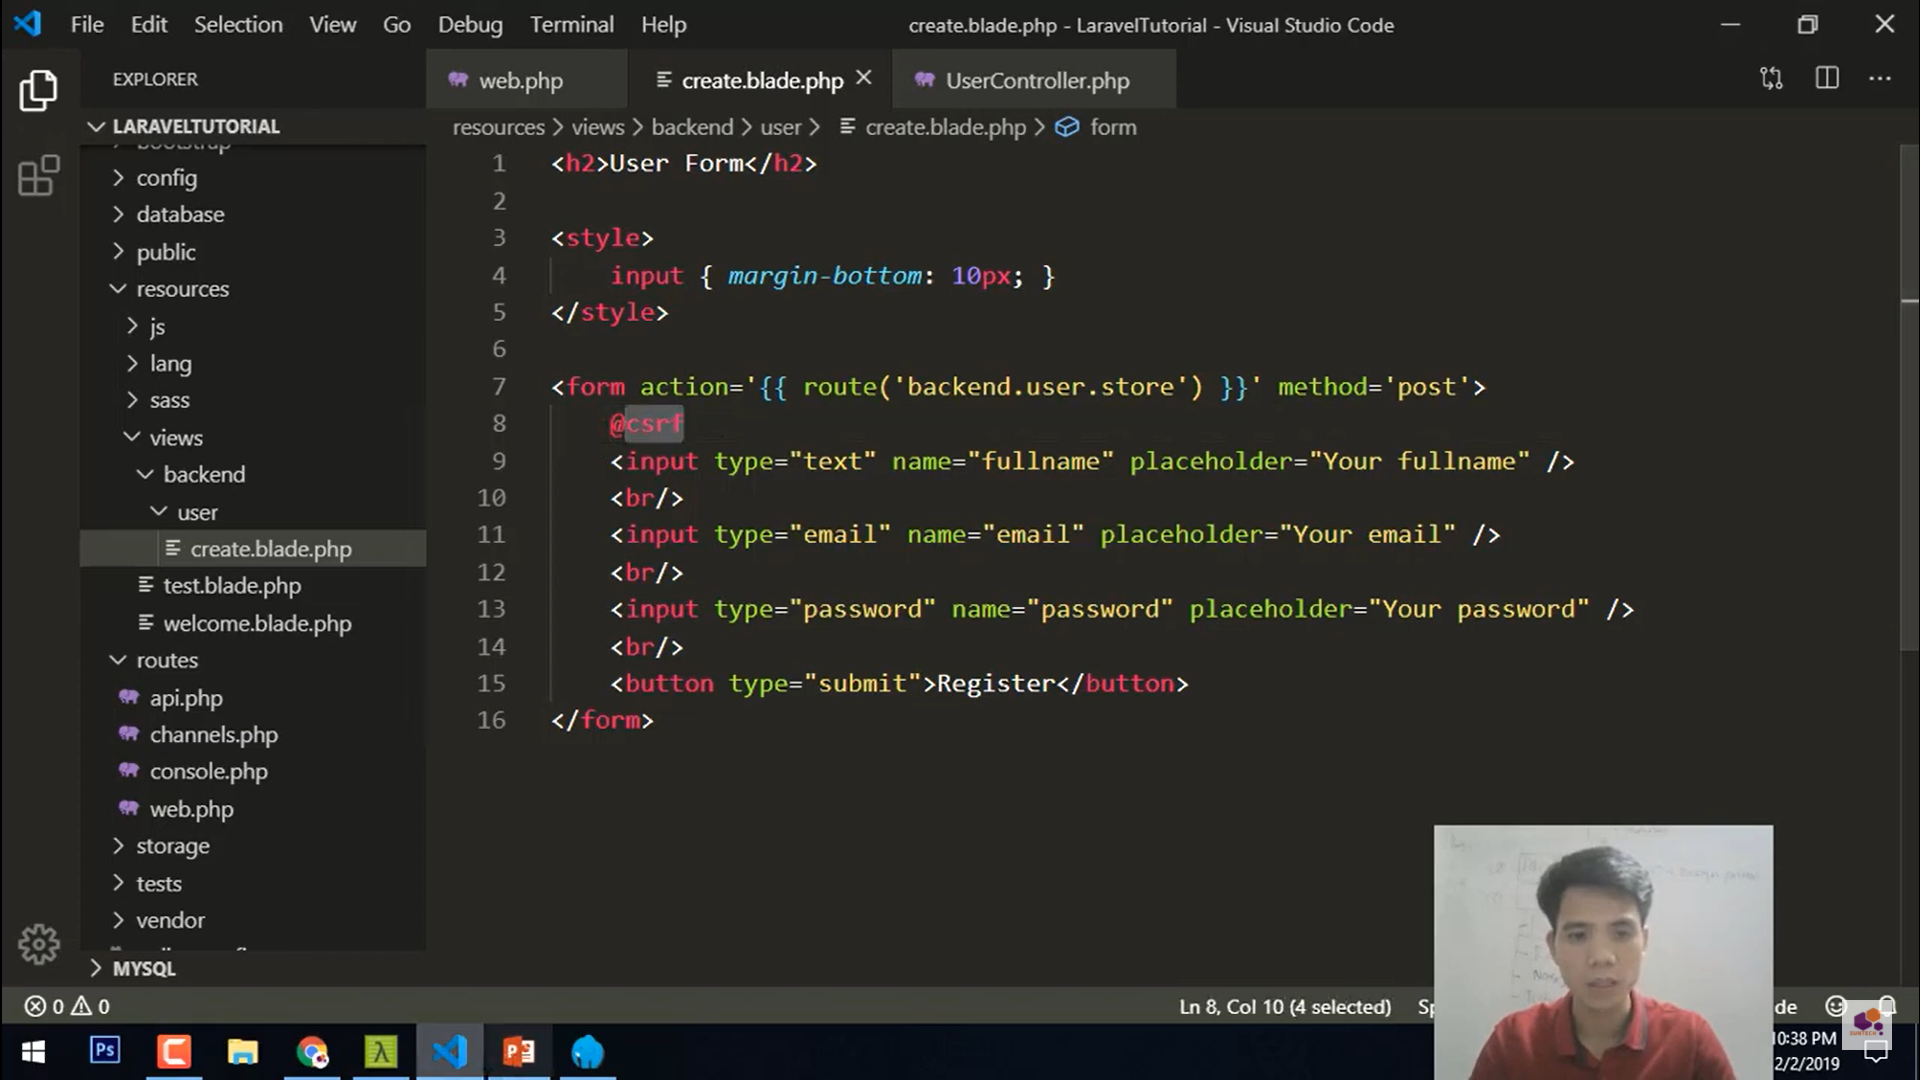 File Edit Selection View Go Debug Terminal Help
create.blade.php - LaravelTutorial - Visual Studio Code
EXPLORER
web.php
create.blade.php
UserController.php
LARAVELTUTORIAL
resources > views > backend > user > create.blade.php > form
config
database
public
resources
js
lang
sass
views
backend
user
create.blade.php
test.blade.php
welcome.blade.php
routes
api.php
channels.php
console.php
web.php
storage
tests
vendor
MYSQL
1 <h2>User Form</h2>
2
3 <style>
4 input { margin-bottom: 10px; }
5 </style>
6
7 <form action='{{ route('backend.user.store') }}' method='post'>
8 @csrf
9 <input type="text" name="fullname" placeholder="Your fullname" />
10 <br/>
11 <input type="email" name="email" placeholder="Your email" />
12 <br/>
13 <input type="password" name="password" placeholder="Your password" />
14 <br/>
15 <button type="submit">Register</button>
16 </form>
0 0
Ln 8, Col 10 (4 selected)
Ps
SUNTECH
10:38 PM
2/2/2019